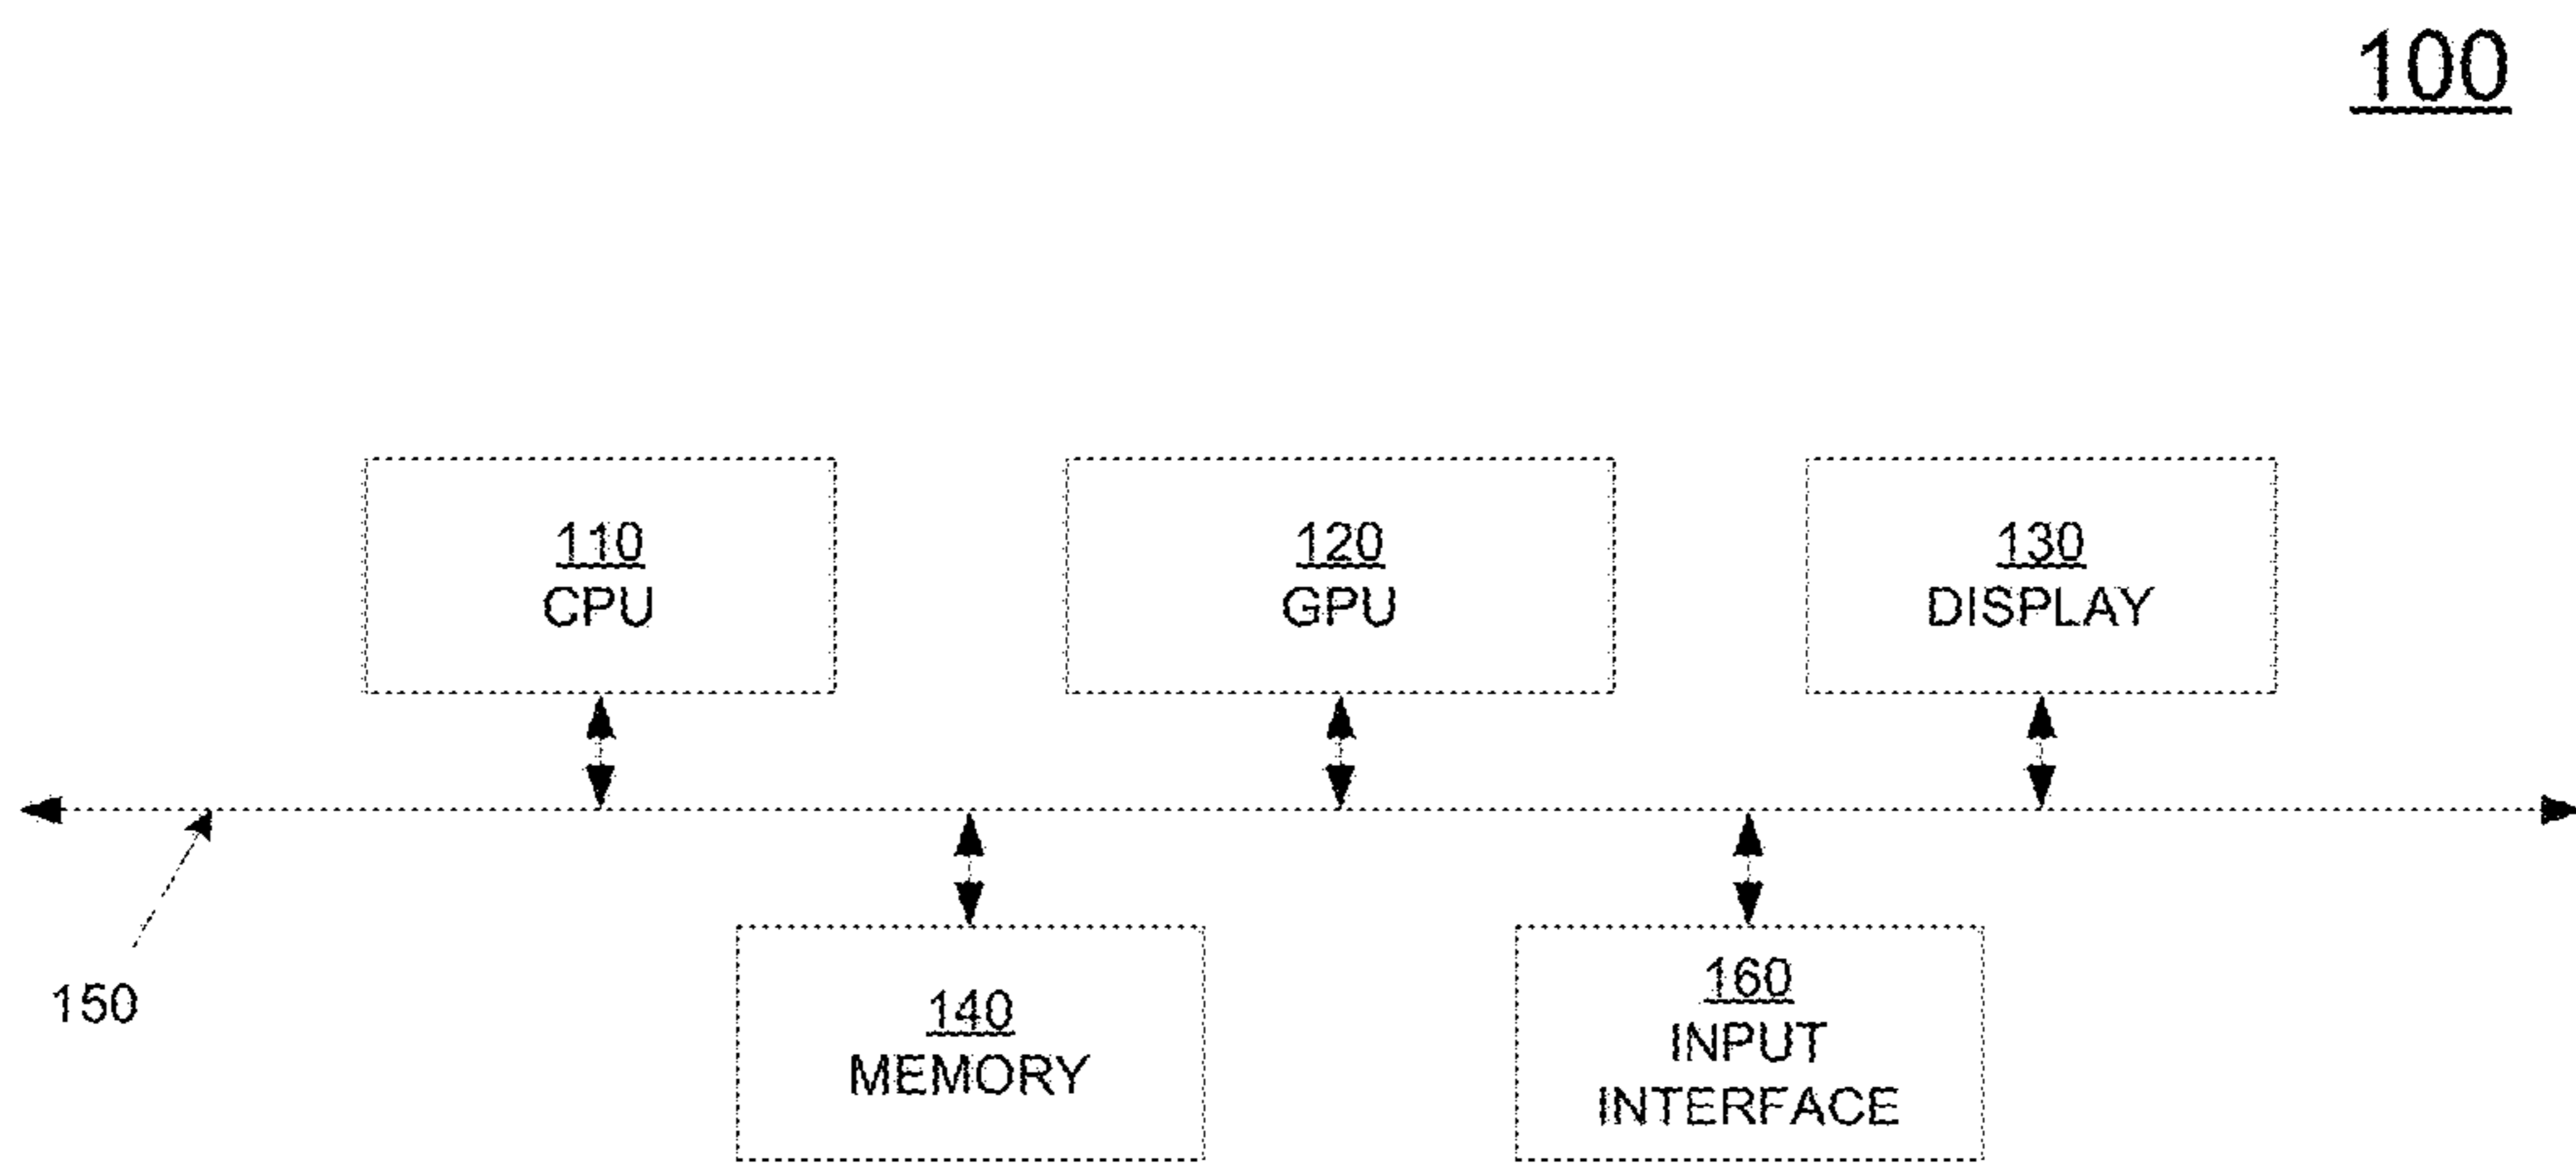 100
110
CPU
120
GPU
130
DISPLAY
150
140
MEMORY
160
INPUT
INTERFACE